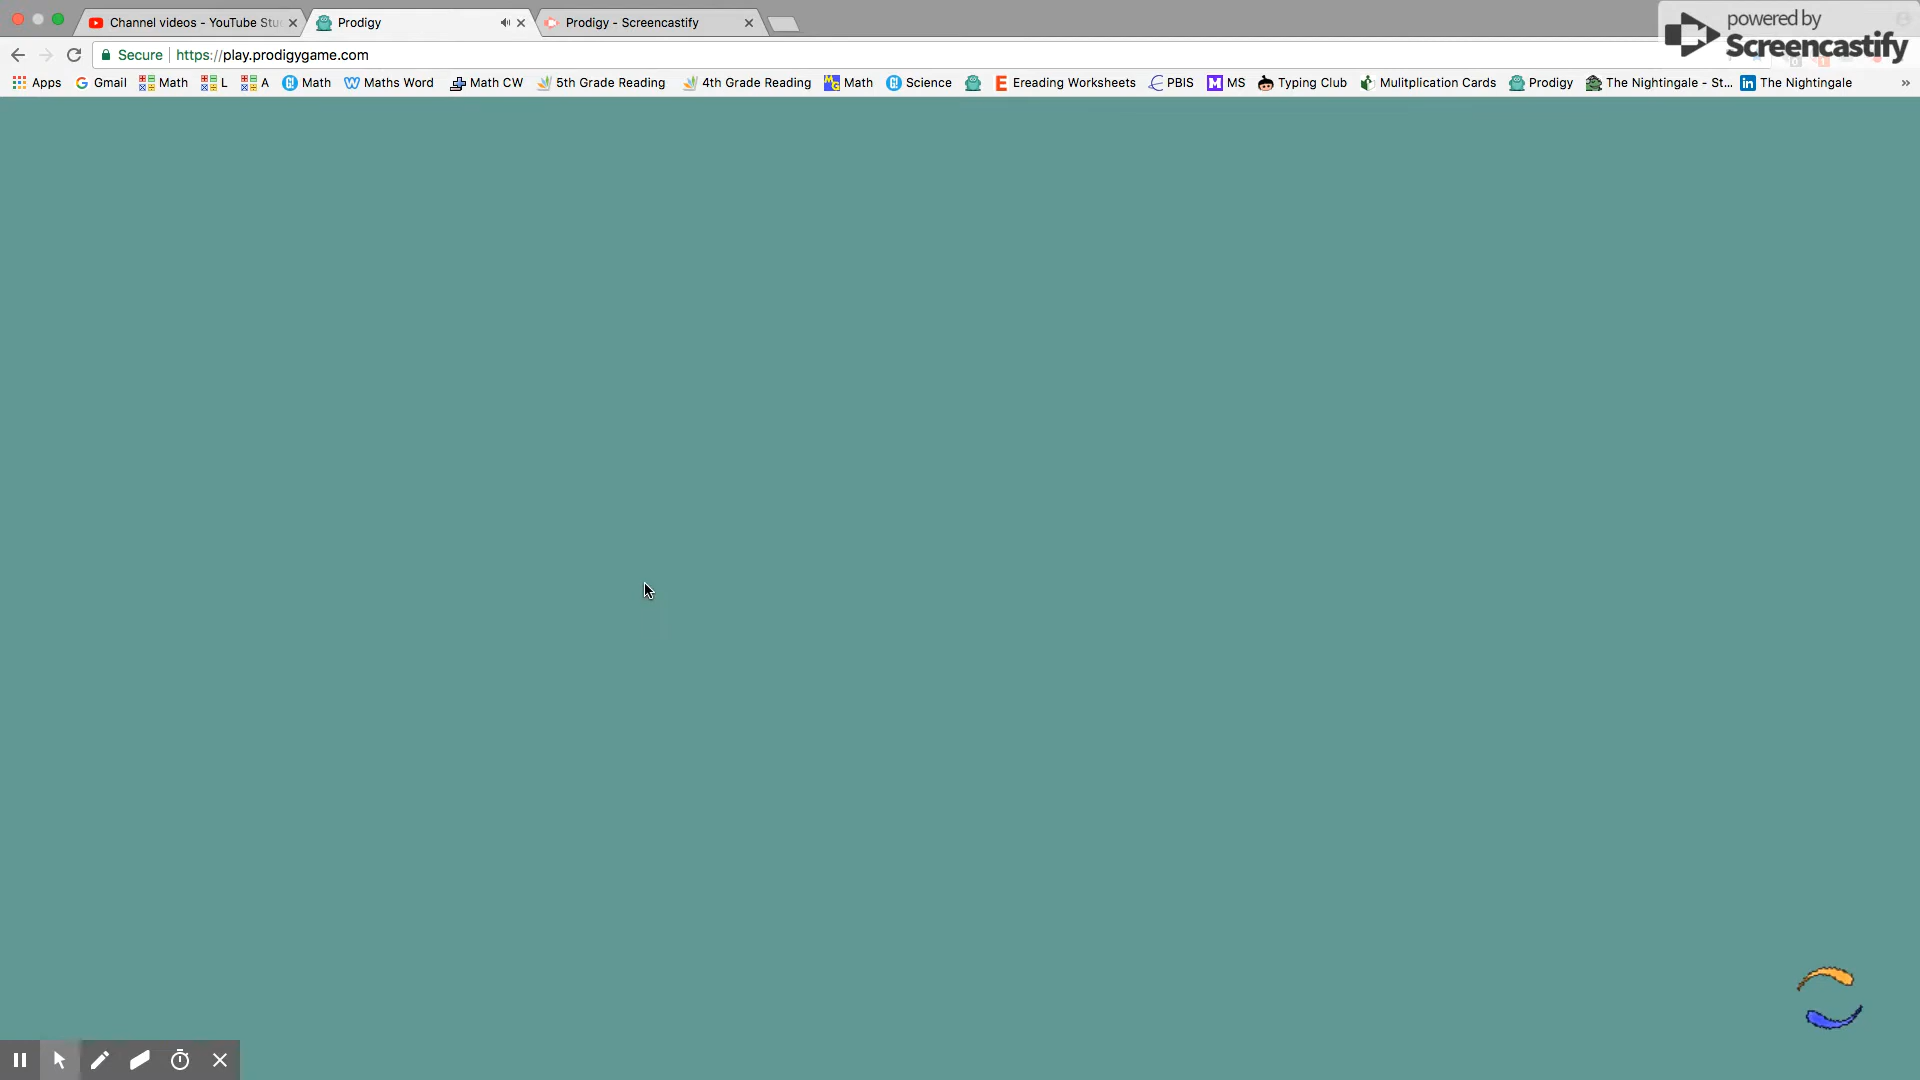 Channel videos - YouTube Stu
Prodigy
Prodigy - Screencastify
powered by
Screencastify
Secure
https://play.prodigygame.com
Apps
Gmail
Math
L
A
Math
Maths Word
Math CW
5th Grade Reading
4th Grade Reading
Math
Science
Ereading Worksheets
PBIS
MS
Typing Club
Mulitplication Cards
Prodigy
The Nightingale - St...
The Nightingale
»